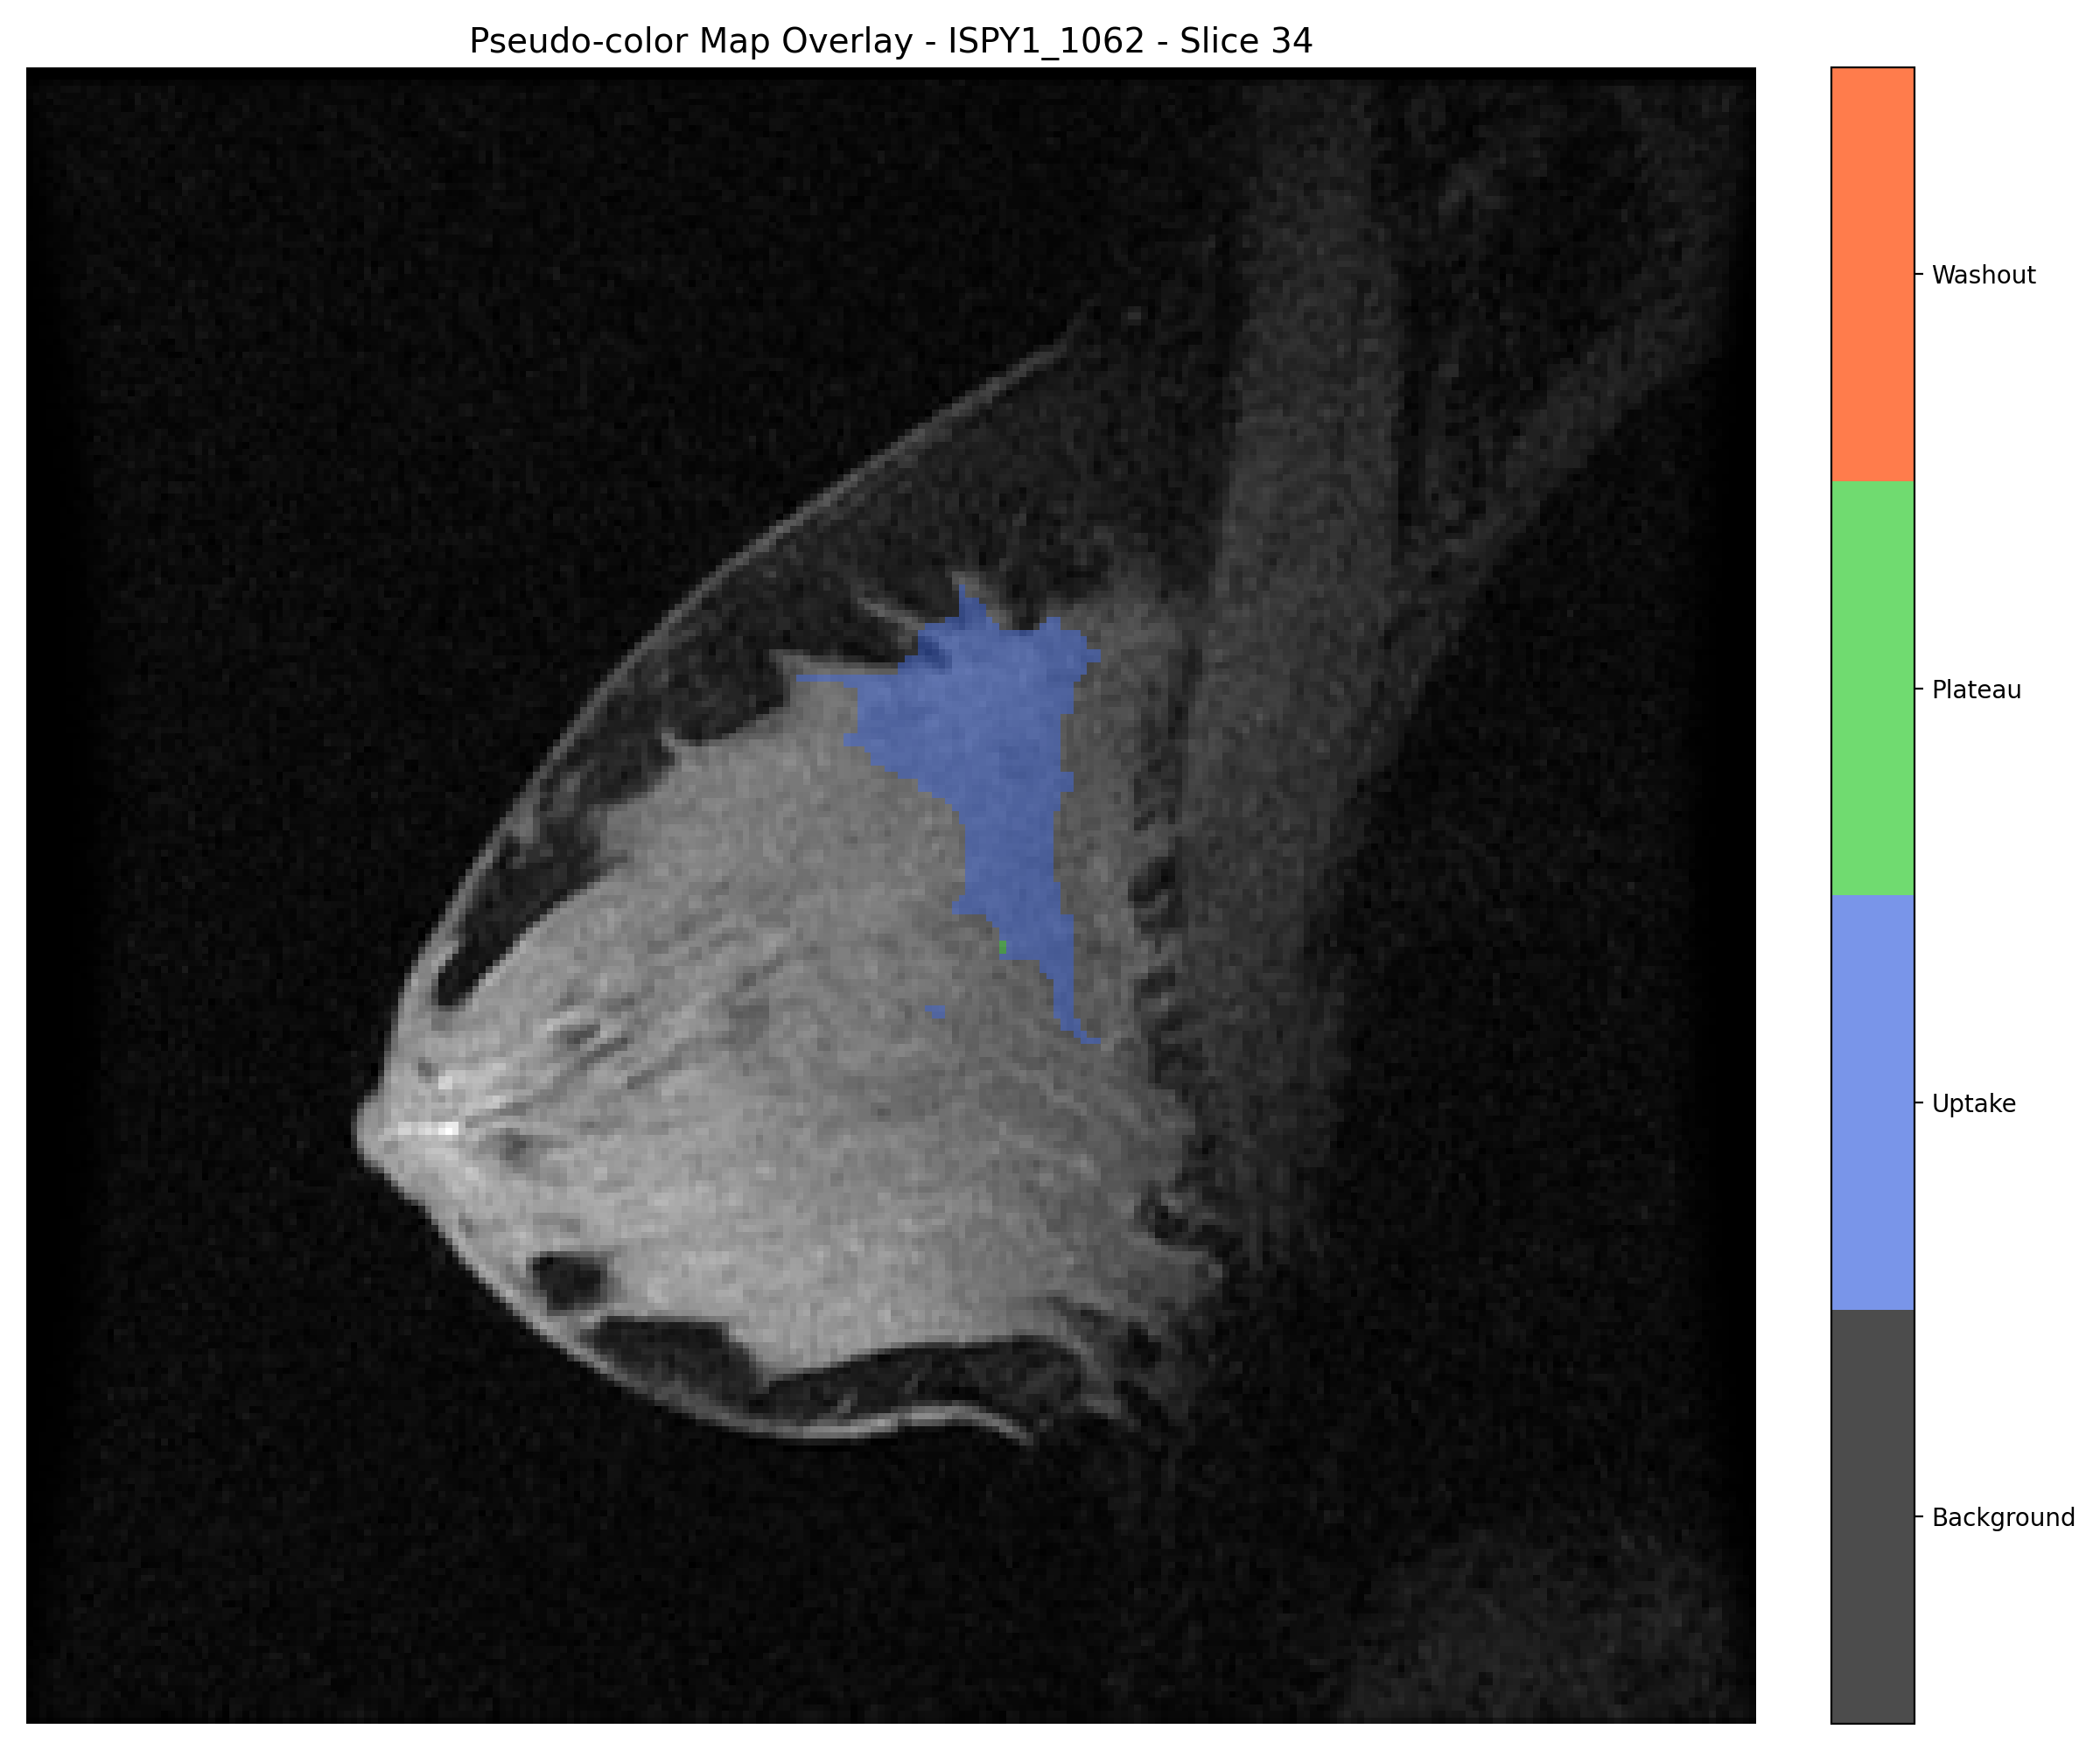 Pseudo-color Map Overlay - ISPY1_1062 - Slice 34
Washout
Plateau
Uptake
Background